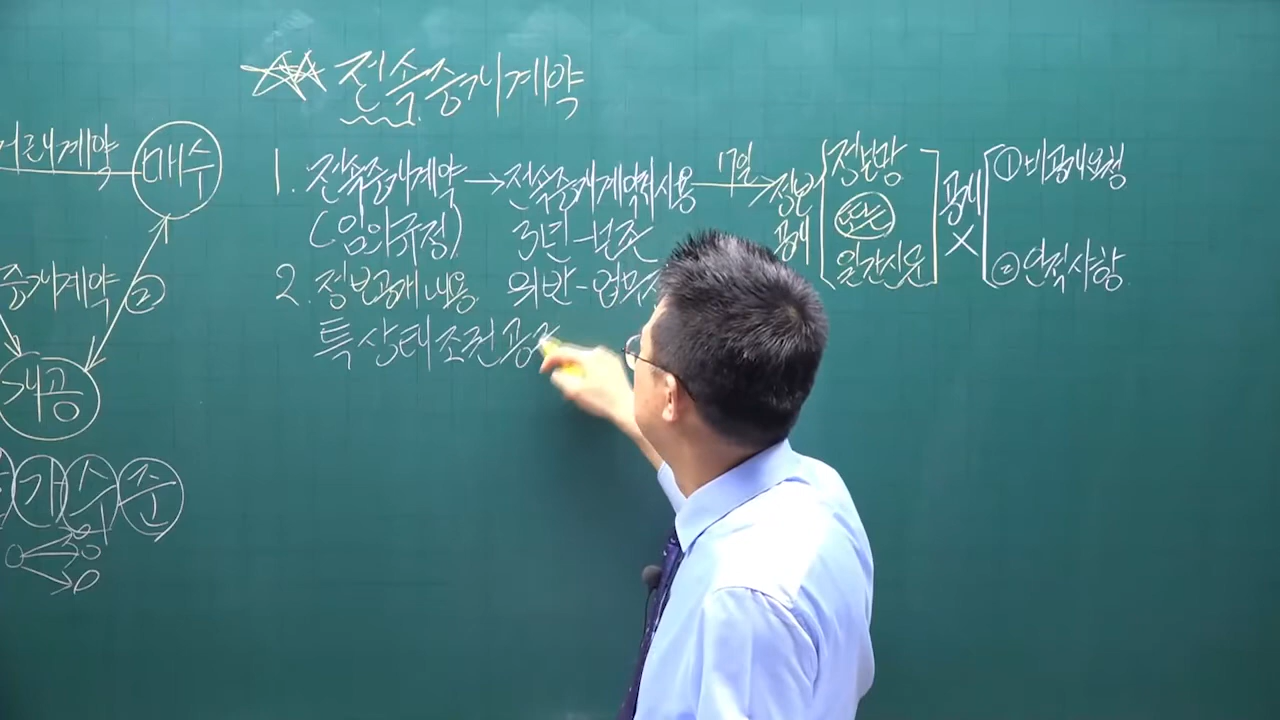 전속중개계약
거래계약 매수
1. 전속중개계약 → 전속중개계약서사용 7일 → 정보공개 정보망 또는 일간신문 공개 X ①비공개요청 ②인적사항
(임의규정) 3년-보존
2. 정보공개내용 위반-업무
중개계약 ②
특상태조건공
개공
가 수 준